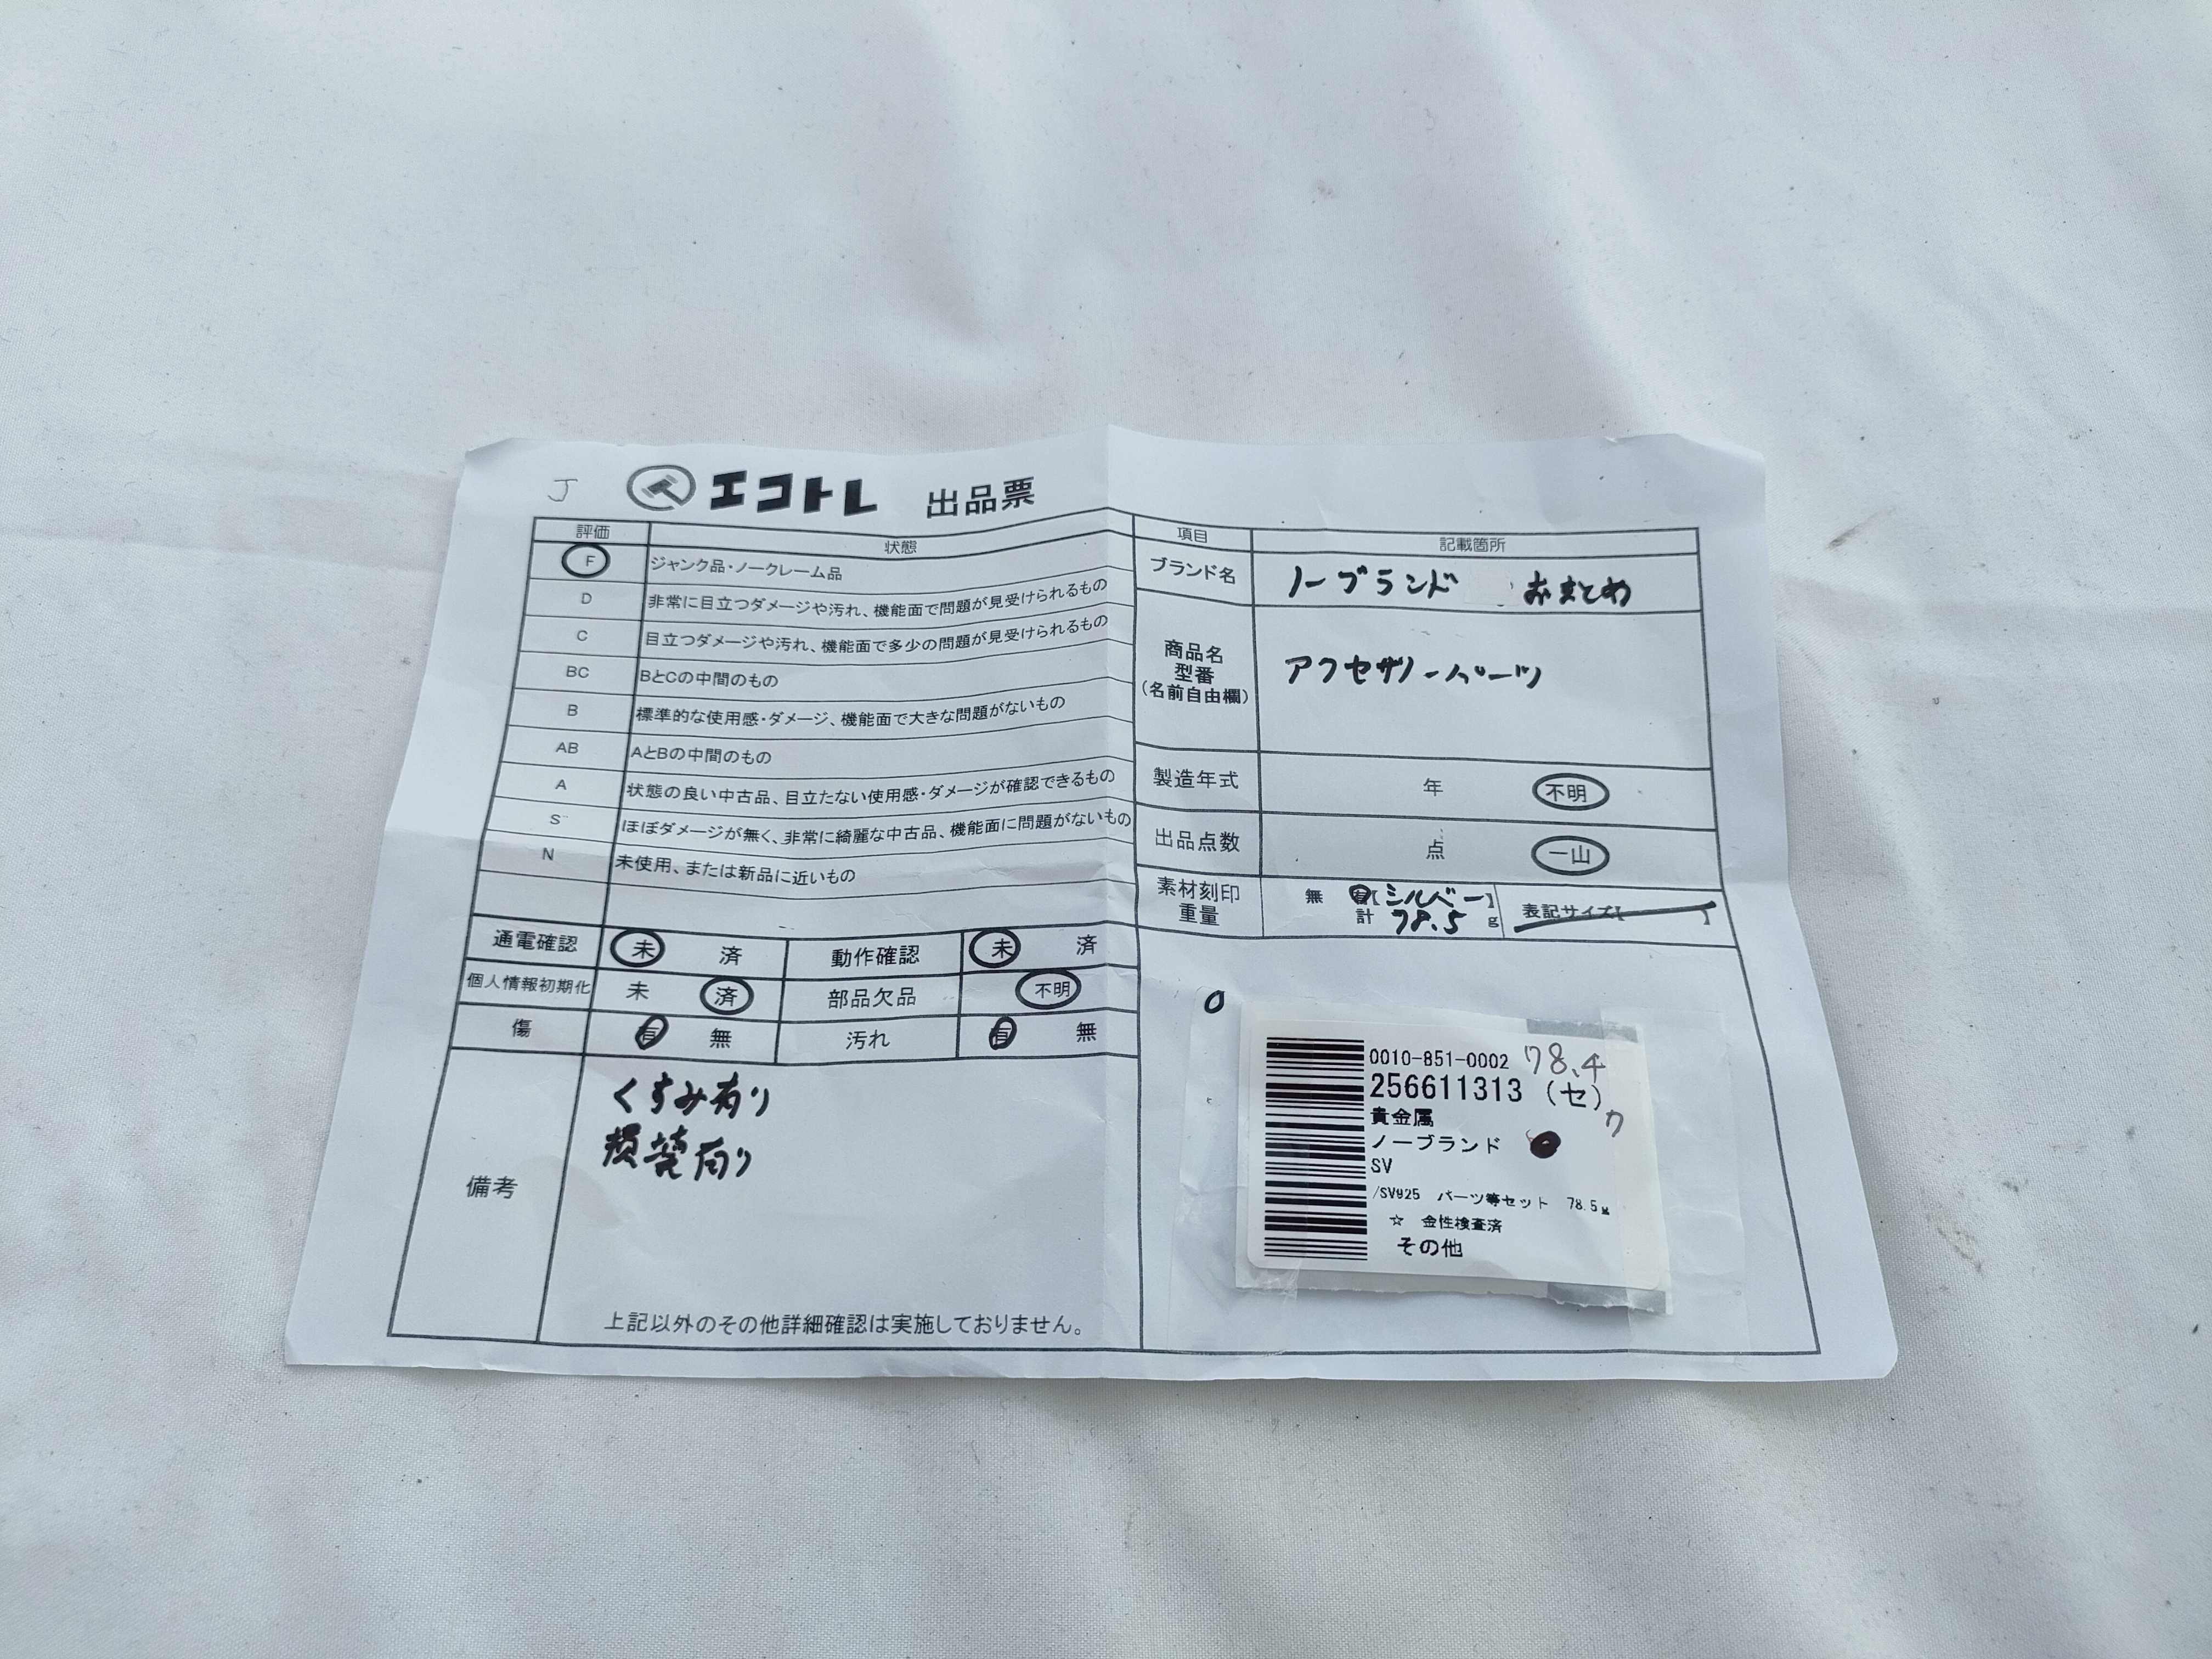 J エコトレ 出品票
評価 状態
F ジャンク品・ノークレーム品
D 非常に目立つダメージや汚れ、機能面で問題が見受けられるもの
C 目立つダメージや汚れ、機能面で多少の問題が見受けられるもの
BC BとCの中間のもの
B 標準的な使用感・ダメージ、機能面で大きな問題がないもの
AB AとBの中間のもの
A 状態の良い中古品、目立たない使用感・ダメージが確認できるもの
S ほぼダメージが無く、非常に綺麗な中古品、機能面に問題がないもの
N 未使用、または新品に近いもの
通電確認 未 済 動作確認 未 済
個人情報初期化 未 済 部品欠品 不明
傷 有 無 汚れ 有 無
備考
くすみ有り
損壊有り
上記以外のその他詳細確認は実施しておりません。
項目 記載箇所
ブランド名 ノーブランド おまとめ
商品名
型番
(名前自由欄)
アクセサリーパーツ
製造年式 年 不明
出品点数 点 一山
素材刻印
重量
無 有【シルバー】
計 78.5 g
表記サイズ【 】
0010-851-0002 78.4
256611313 (セ)
ク
貴金属
ノーブランド
SV
/SV925 パーツ等セット 78.5g
☆ 金性検査済
その他